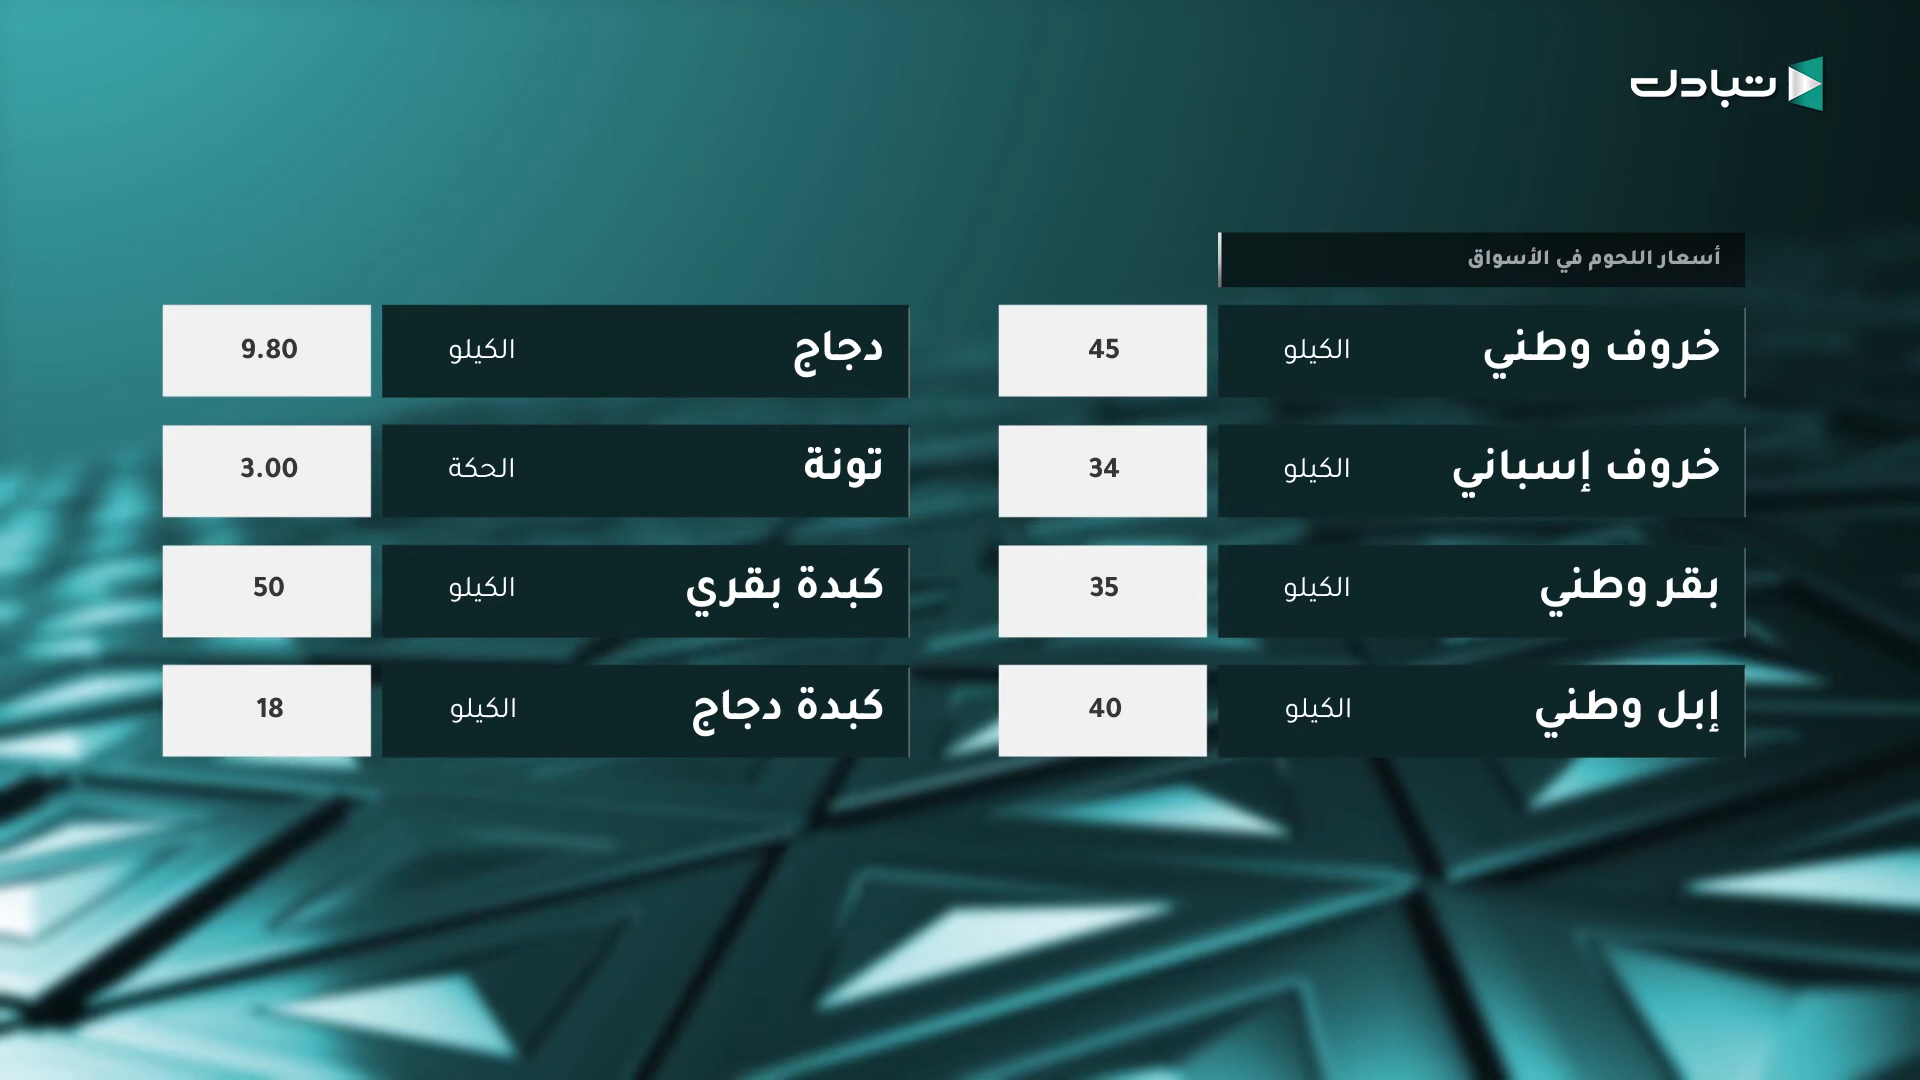 تبادل
أسعار اللحوم في الأسواق
خروف وطني الكيلو 45
خروف إسباني الكيلو 34
بقر وطني الكيلو 35
إبل وطني الكيلو 40
دجاج الكيلو 9.80
تونة الحكة 3.00
كبدة بقري الكيلو 50
كبدة دجاج الكيلو 18